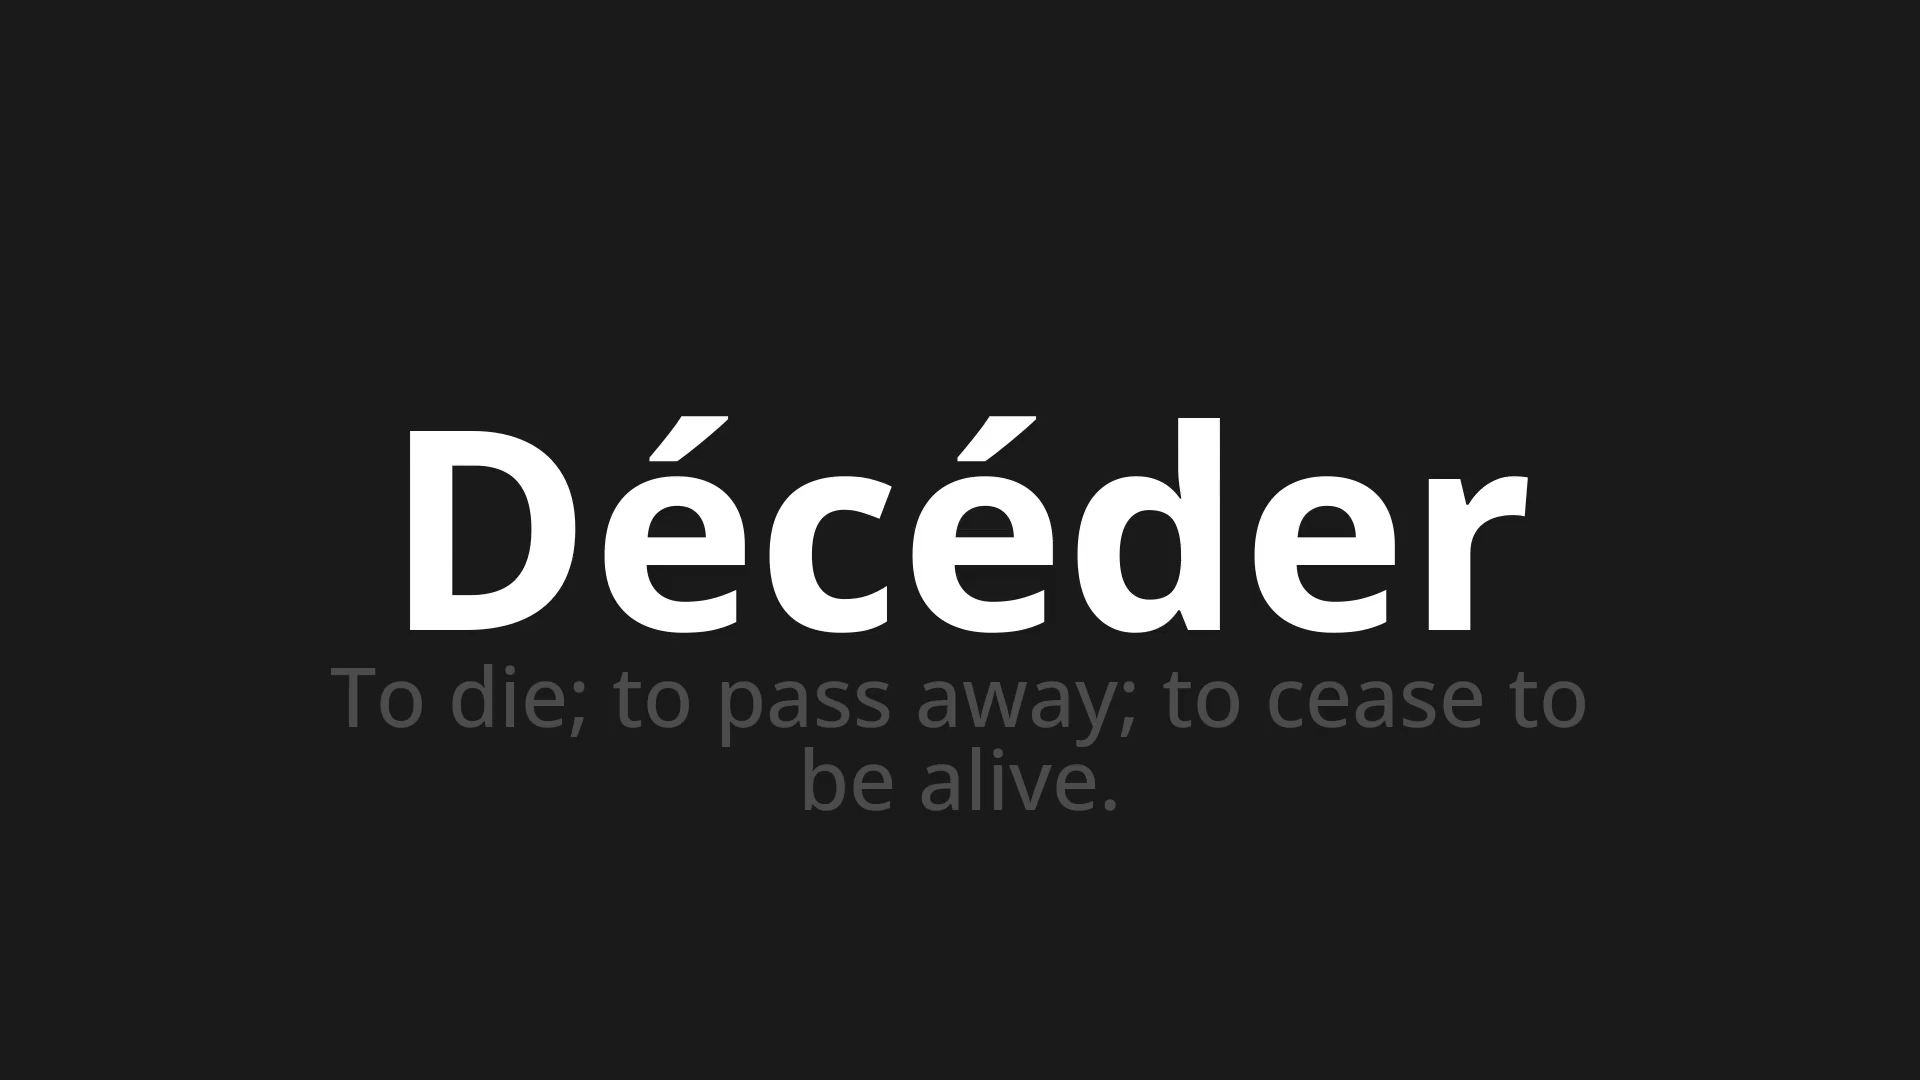 Décéder
To die; to pass away; to cease to
be alive.